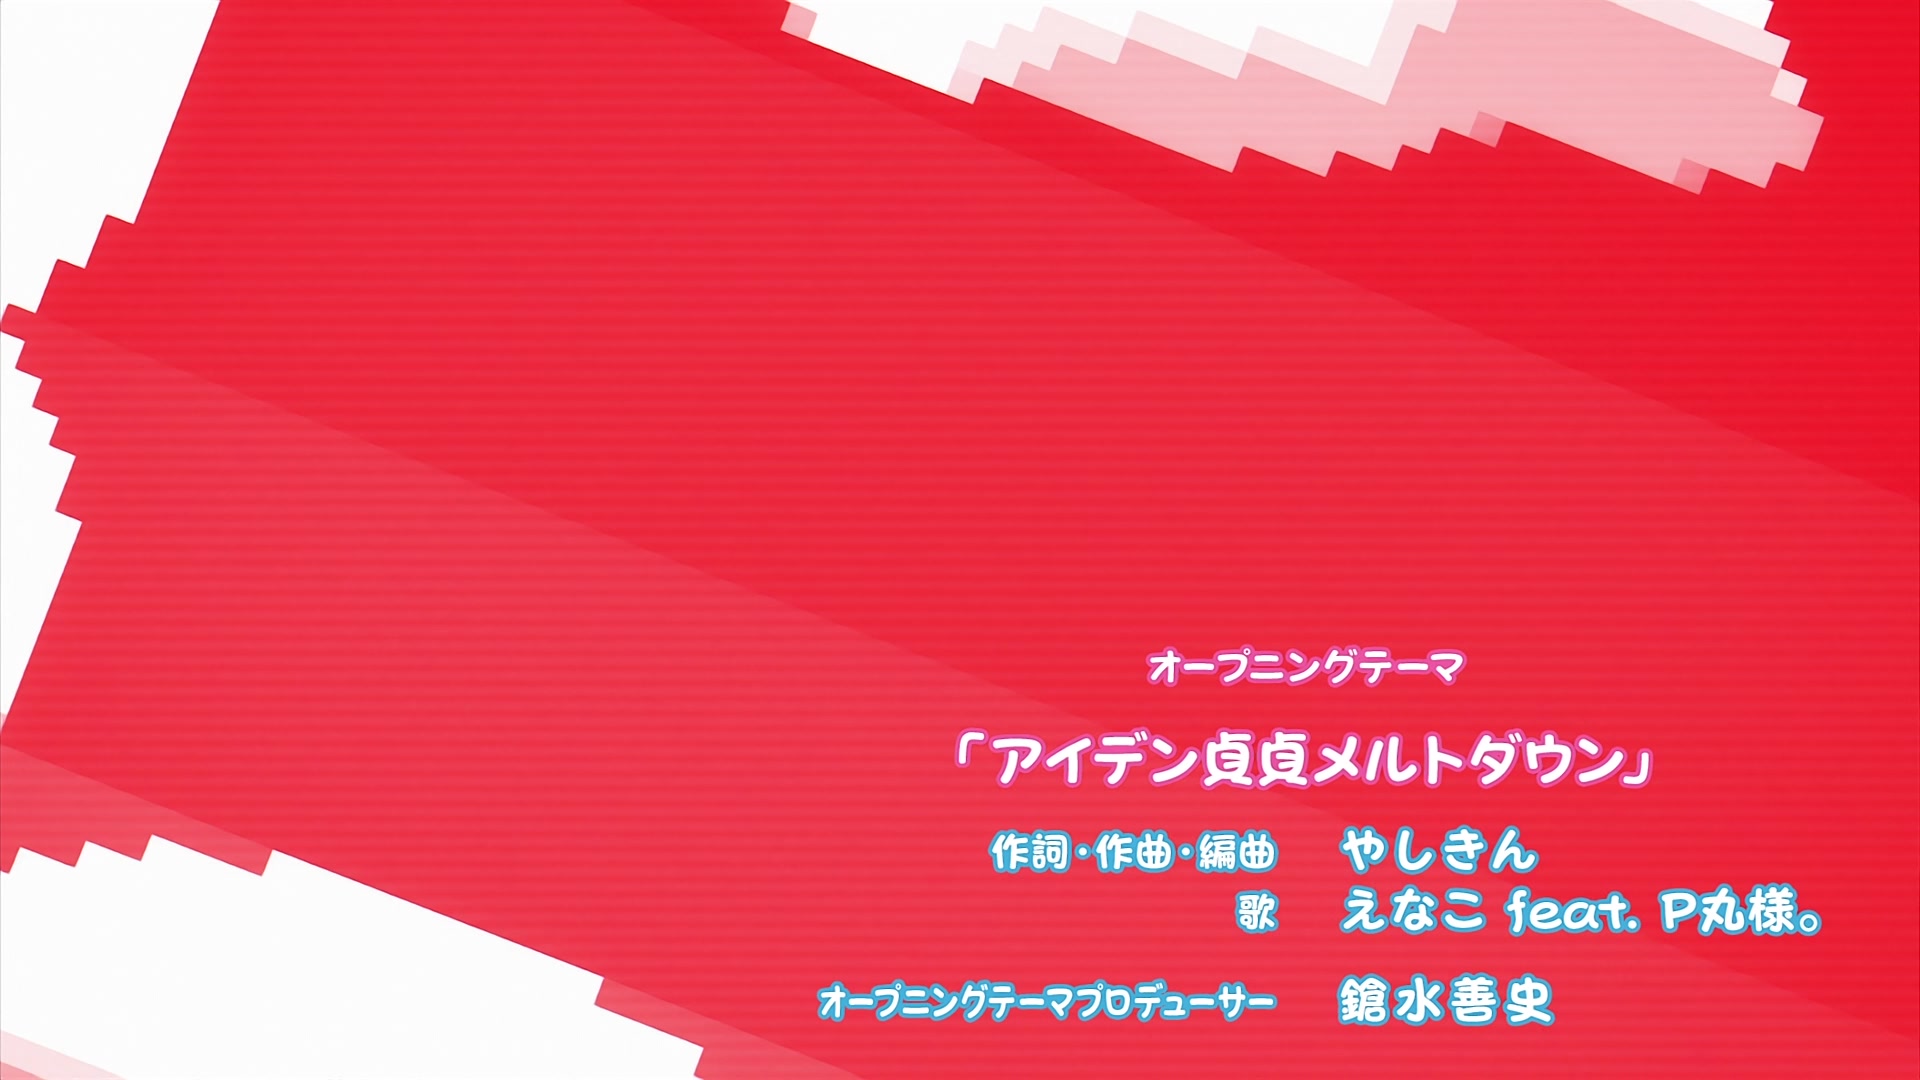 オープニングテーマ
「アイデン貞貞メルトダウン」
作詞・作曲・編曲　やしきん
歌　えなこ feat. P丸様。
オープニングテーマプロデューサー　鎗水善史